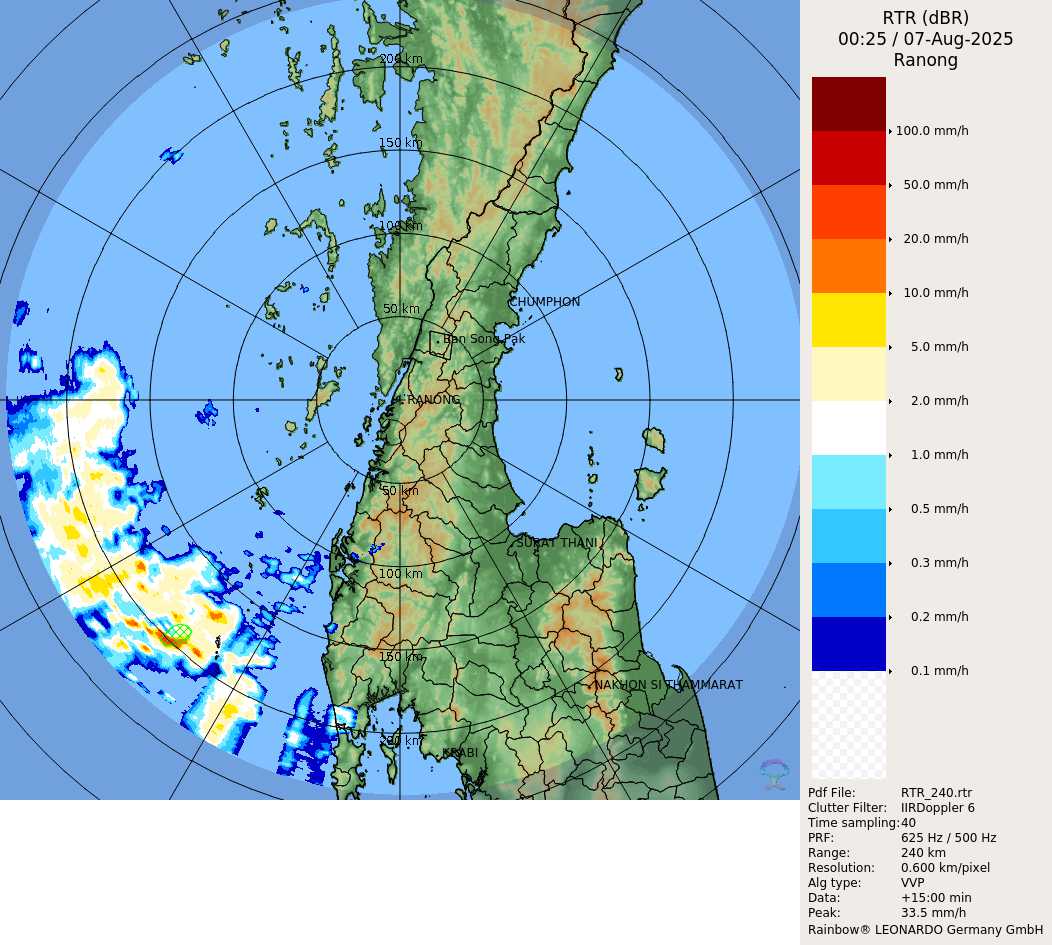 RTR (dBR)
00:25 / 07-Aug-2025
Ranong
100.0 mm/h
50.0 mm/h
20.0 mm/h
10.0 mm/h
5.0 mm/h
2.0 mm/h
1.0 mm/h
0.5 mm/h
0.3 mm/h
0.2 mm/h
0.1 mm/h
200 km
150 km
100 km
50 km
CHUMPHON
Ban Song Pak
RANONG
50 km
SURAT THANI
100 km
150 km
NAKHON SI THAMMARAT
200 km
KRABI
Pdf File: RTR_240.rtr
Clutter Filter: IIRDoppler 6
Time sampling: 40
PRF: 625 Hz / 500 Hz
Range: 240 km
Resolution: 0.600 km/pixel
Alg type: VVP
Data: +15:00 min
Peak: 33.5 mm/h
Rainbow® LEONARDO Germany GmbH